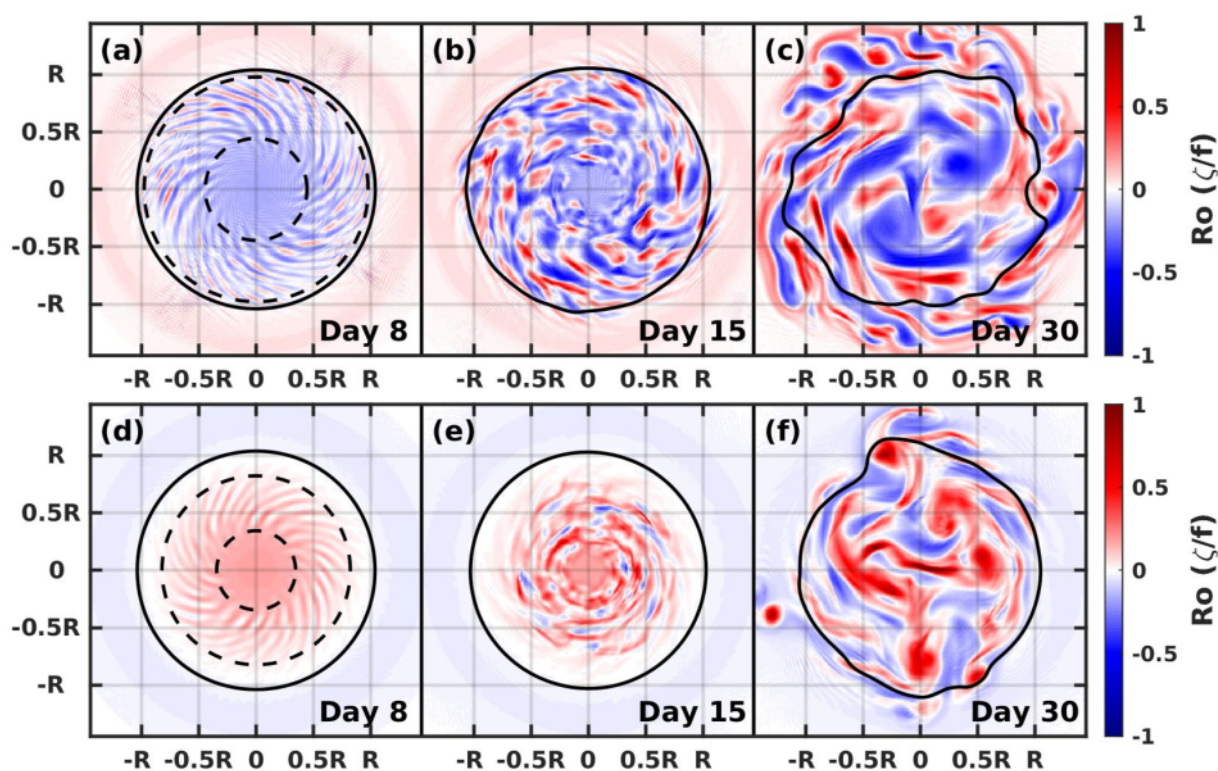 (a) (b) (c) 1
R
0.5R 0.5
0 0 Ro (ζ/f)
-0.5R -0.5
-R
Day 8 Day 15 Day 30 -1
-R -0.5R 0 0.5R R -R -0.5R 0 0.5R R -R -0.5R 0 0.5R R
(d) (e) (f) 1
R
0.5R 0.5
0 0 Ro (ζ/f)
-0.5R -0.5
-R
Day 8 Day 15 Day 30 -1
-R -0.5R 0 0.5R R -R -0.5R 0 0.5R R -R -0.5R 0 0.5R R